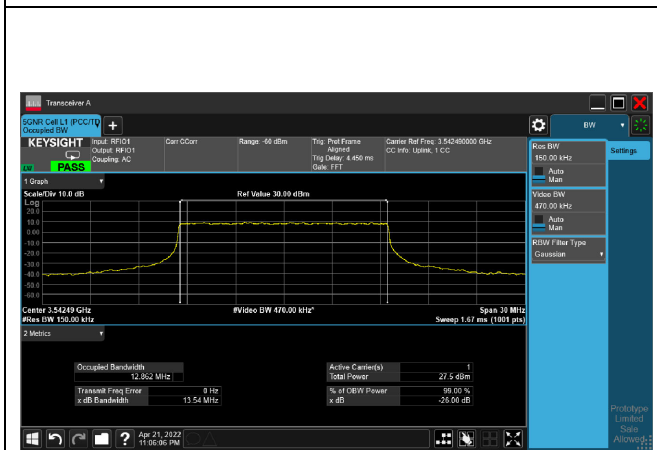 Transceiver A
5GNR Cell L1 (PCC/TD
Occupied BW
KEYSIGHT
Input: RFIO1
Output: RFIO1
Coupling: AC
PASS
Corr CCorr
Range: -60 dBm
Trig: Pret Frame
Aligned
Trig Delay: 4.450 ms
Gate: FFT
Carrier Ref Freq: 3.542490000 GHz
CC Info: Uplink, 1 CC
BW
Res BW
150.00 kHz
Auto
Man
Video BW
470.00 kHz
Auto
Man
RBW Filter Type
Gaussian
Settings
1 Graph
Scale/Div 10.0 dB
Ref Value 30.00 dBm
Log
20.0
10.0
0.00
-10.0
-20.0
-30.0
-40.0
-50.0
-60.0
Center 3.54249 GHz
#Video BW 470.00 kHz*
Span 30 MHz
#Res BW 150.00 kHz
Sweep 1.67 ms (1001 pts)
2 Metrics
Occupied Bandwidth
12.862 MHz
Active Carrier(s) 1
Total Power 27.5 dBm
Transmit Freq Error 0 Hz
x dB Bandwidth 13.54 MHz
% of OBW Power 99.00 %
x dB -26.00 dB
Apr 21, 2022
11:06:06 PM
Prototype
Limited
Sale
Allowed